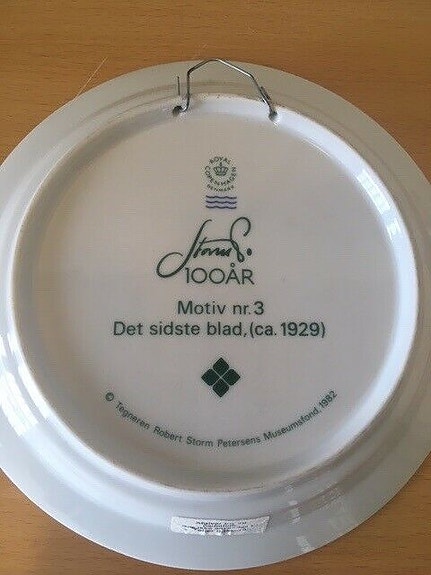 ROYAL
COPENHAGEN
DENMARK
Storm P.
100ÅR
Motiv nr.3
Det sidste blad,(ca.1929)
© Tegneren Robert Storm Petersens Museumsfond.1982